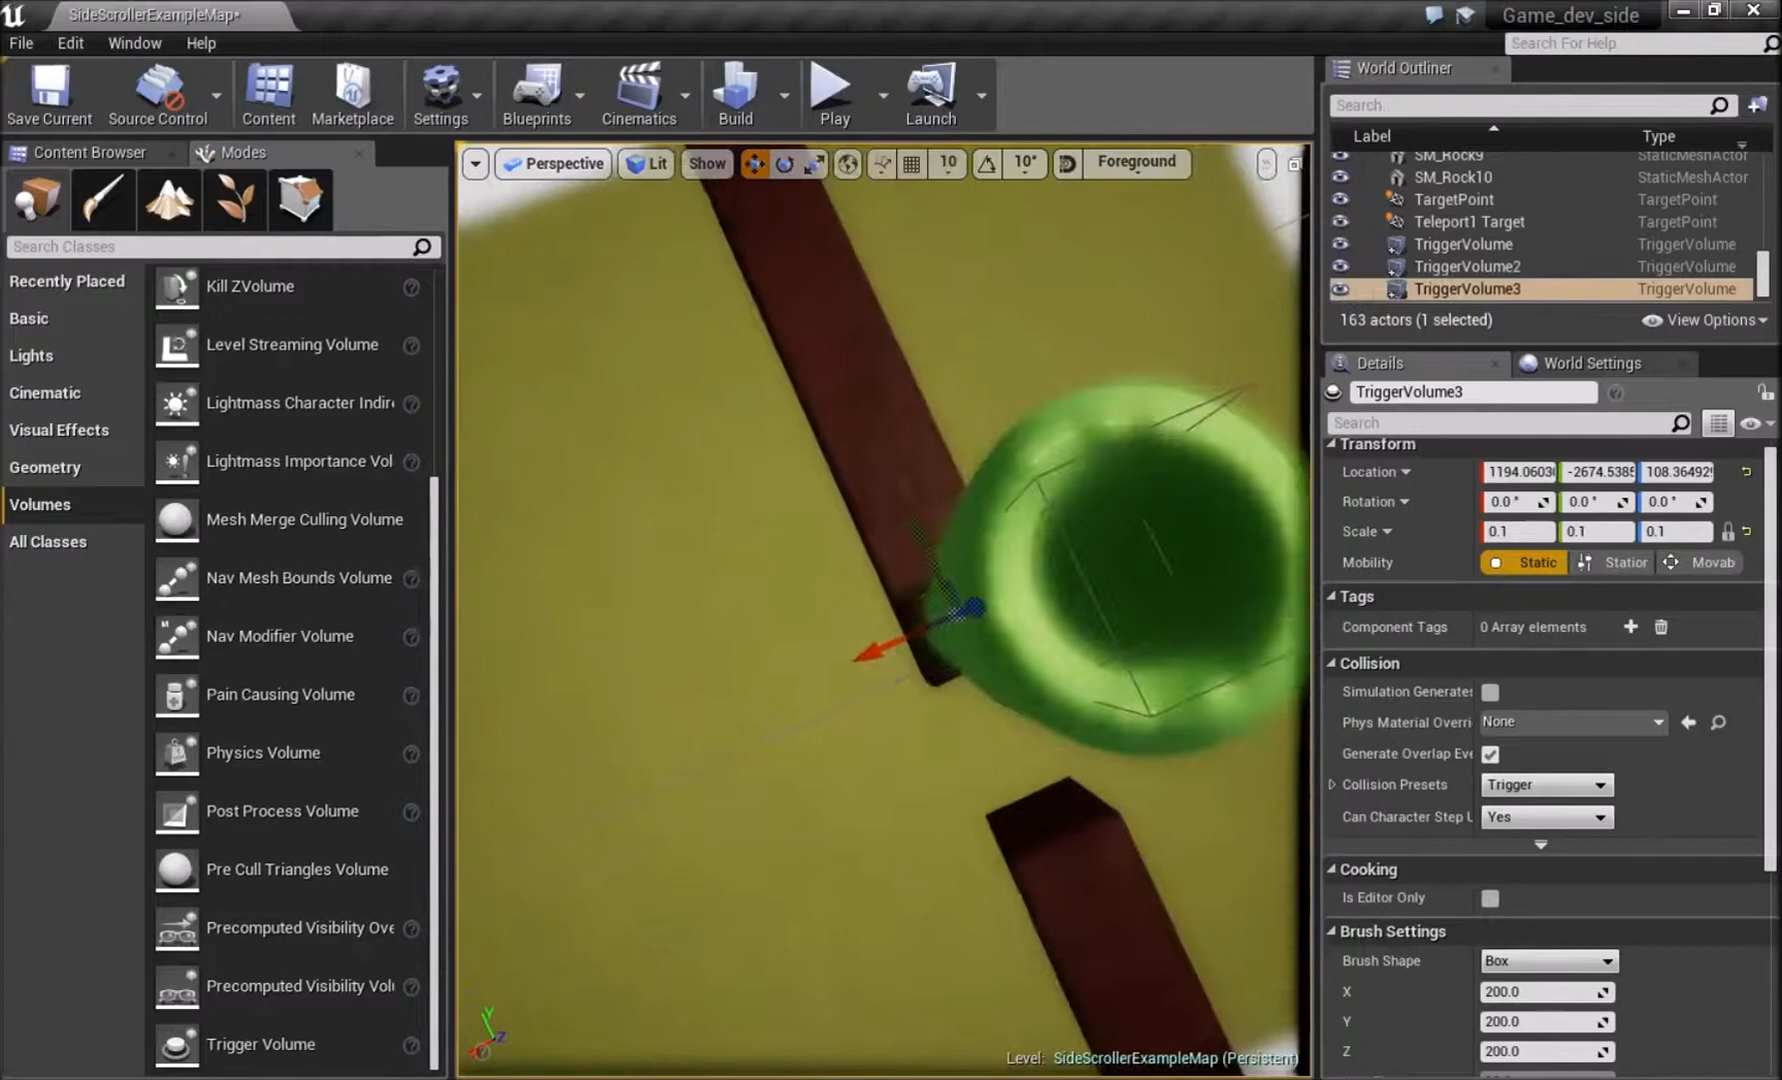 SideScrollerExampleMap*
Game_dev_side
File Edit Window Help
Search For Help
Save Current Source Control Content Marketplace Settings Blueprints Cinematics Build Play Launch
World Outliner
Search.
Label Type
SM_Rock9 StaticMeshActor
SM_Rock10 StaticMeshActor
TargetPoint TargetPoint
Teleport1 Target TargetPoint
TriggerVolume TriggerVolume
TriggerVolume2 TriggerVolume
TriggerVolume3 TriggerVolume
163 actors (1 selected) View Options
Content Browser Modes
Search Classes
Recently Placed
Basic
Lights
Cinematic
Visual Effects
Geometry
Volumes
All Classes
Kill ZVolume
Level Streaming Volume
Lightmass Character Indir
Lightmass Importance Vol
Mesh Merge Culling Volume
Nav Mesh Bounds Volume
Nav Modifier Volume
Pain Causing Volume
Physics Volume
Post Process Volume
Pre Cull Triangles Volume
Precomputed Visibility Ove
Precomputed Visibility Volu
Trigger Volume
Perspective Lit Show 10 10° Foreground
Y
Z
Level: SideScrollerExampleMap (Persistent)
Details World Settings
TriggerVolume3
Search
Transform
Location 1194.0603 -2674.5385 108.3649
Rotation 0.0° 0.0° 0.0°
Scale 0.1 0.1 0.1
Mobility Static Station Movab
Tags
Component Tags 0 Array elements
Collision
Simulation Generates
Phys Material Overri None
Generate Overlap Eve
Collision Presets Trigger
Can Character Step U Yes
Cooking
Is Editor Only
Brush Settings
Brush Shape Box
X 200.0
Y 200.0
Z 200.0